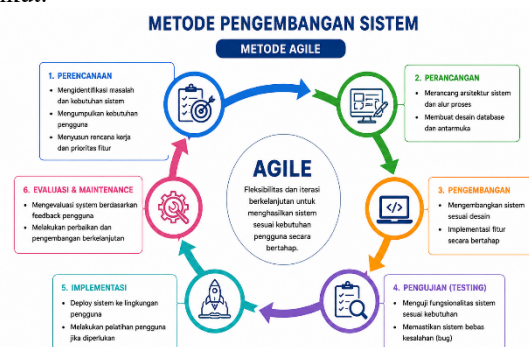 METODE PENGEMBANGAN SISTEM
METODE AGILE
1. PERENCANAAN
• Mengidentifikasi masalah
dan kebutuhan sistem
• Mengumpulkan kebutuhan
pengguna
• Menyusun rencana kerja
dan prioritas fitur
2. PERANCANGAN
• Merancang arsitektur sistem
dan alur proses
• Membuat desain database
dan antarmuka
AGILE
Fleksibilitas dan iterasi
berkelanjutan untuk
menghasilkan sistem
sesuai kebutuhan
pengguna secara
bertahap.
3. PENGEMBANGAN
• Mengembangkan sistem
sesuai desain
• Implementasi fitur
secara bertahap
4. PENGUJIAN (TESTING)
• Menguji fungsionalitas sistem
sesuai kebutuhan
• Memastikan sistem bebas
kesalahan (bug)
5. IMPLEMENTASI
• Deploy sistem ke lingkungan
pengguna
• Melakukan pelatihan pengguna
jika diperlukan
6. EVALUASI & MAINTENANCE
• Mengevaluasi system berdasarkan
feedback pengguna
• Melakukan perbaikan dan
pengembangan berkelanjutan